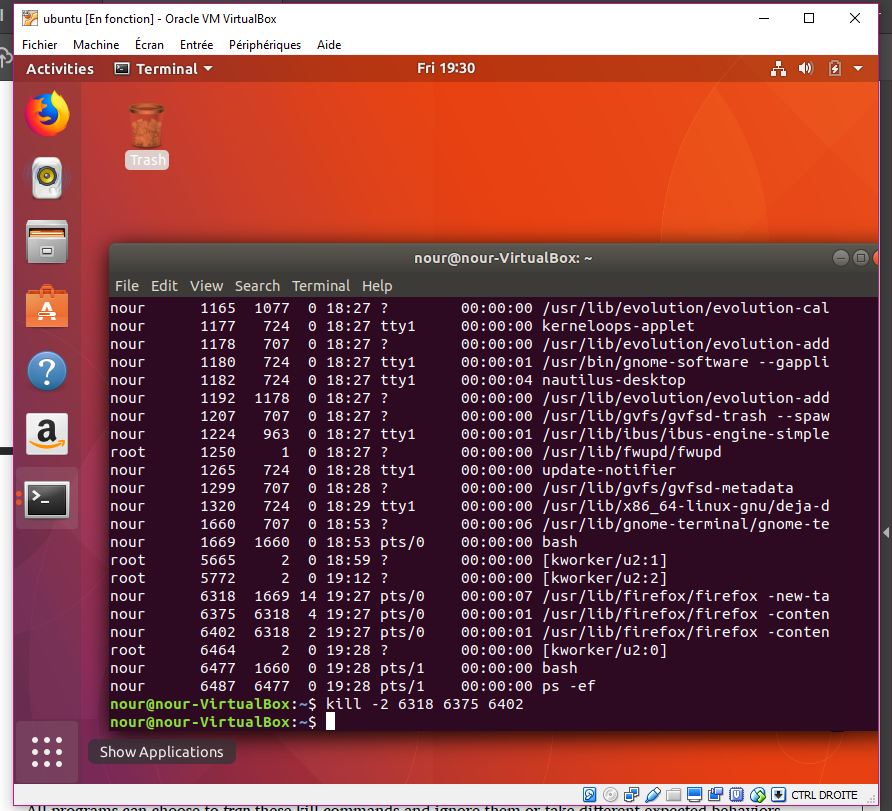 ubuntu [En fonction] - Oracle VM VirtualBox
Fichier Machine Écran Entrée Périphériques Aide
Activities Terminal Fri 19:30
Trash
nour@nour-VirtualBox: ~
File Edit View Search Terminal Help
nour 1165 1077 0 18:27 ? 00:00:00 /usr/lib/evolution/evolution-cal
nour 1177 724 0 18:27 tty1 00:00:00 kerneloops-applet
nour 1178 707 0 18:27 ? 00:00:00 /usr/lib/evolution/evolution-add
nour 1180 724 0 18:27 tty1 00:00:01 /usr/bin/gnome-software --gappli
nour 1182 724 0 18:27 tty1 00:00:04 nautilus-desktop
nour 1192 1178 0 18:27 ? 00:00:00 /usr/lib/evolution/evolution-add
nour 1207 707 0 18:27 ? 00:00:00 /usr/lib/gvfs/gvfsd-trash --spaw
nour 1224 963 0 18:27 tty1 00:00:01 /usr/lib/ibus/ibus-engine-simple
root 1250 1 0 18:27 ? 00:00:00 /usr/lib/fwupd/fwupd
nour 1265 724 0 18:28 tty1 00:00:00 update-notifier
nour 1299 707 0 18:28 ? 00:00:00 /usr/lib/gvfs/gvfsd-metadata
nour 1320 724 0 18:29 tty1 00:00:00 /usr/lib/x86_64-linux-gnu/deja-d
nour 1660 707 0 18:53 ? 00:00:06 /usr/lib/gnome-terminal/gnome-te
nour 1669 1660 0 18:53 pts/0 00:00:00 bash
root 5665 2 0 18:59 ? 00:00:00 [kworker/u2:1]
root 5772 2 0 19:12 ? 00:00:00 [kworker/u2:2]
nour 6318 1669 14 19:27 pts/0 00:00:07 /usr/lib/firefox/firefox -new-ta
nour 6375 6318 4 19:27 pts/0 00:00:01 /usr/lib/firefox/firefox -conten
nour 6402 6318 2 19:27 pts/0 00:00:01 /usr/lib/firefox/firefox -conten
root 6464 2 0 19:28 ? 00:00:00 [kworker/u2:0]
nour 6477 1660 0 19:28 pts/1 00:00:00 bash
nour 6487 6477 0 19:28 pts/1 00:00:00 ps -ef
nour@nour-VirtualBox:~$ kill -2 6318 6375 6402
nour@nour-VirtualBox:~$
Show Applications
CTRL DROITE
All programs can choose to trap these kill commands and ignore them or take different expected behaviors